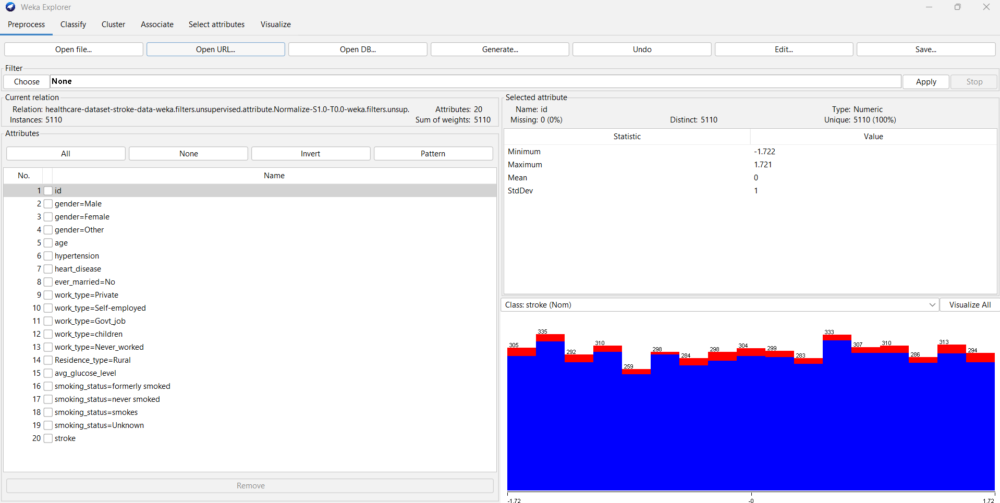 Weka Explorer
Preprocess Classify Cluster Associate Select attributes Visualize
Open file... Open URL... Open DB... Generate... Undo Edit... Save...
Filter
Choose None Apply Stop
Current relation
Relation: healthcare-dataset-stroke-data-weka.filters.unsupervised.attribute.Normalize-S1.0-T0.0-weka.filters.unsup. Attributes: 20
Instances: 5110 Sum of weights: 5110
Attributes
All None Invert Pattern
No. Name
1 id
2 gender=Male
3 gender=Female
4 gender=Other
5 age
6 hypertension
7 heart_disease
8 ever_married=No
9 work_type=Private
10 work_type=Self-employed
11 work_type=Govt_job
12 work_type=children
13 work_type=Never_worked
14 Residence_type=Rural
15 avg_glucose_level
16 smoking_status=formerly smoked
17 smoking_status=never smoked
18 smoking_status=smokes
19 smoking_status=Unknown
20 stroke
Remove
Selected attribute
Name: id Type: Numeric
Missing: 0 (0%) Distinct: 5110 Unique: 5110 (100%)
Statistic Value
Minimum -1.722
Maximum 1.721
Mean 0
StdDev 1
Class: stroke (Nom) Visualize All
305 335 292 310 259 298 284 298 304 299 283 333 307 310 286 313 294
-1.72 -0 1.72